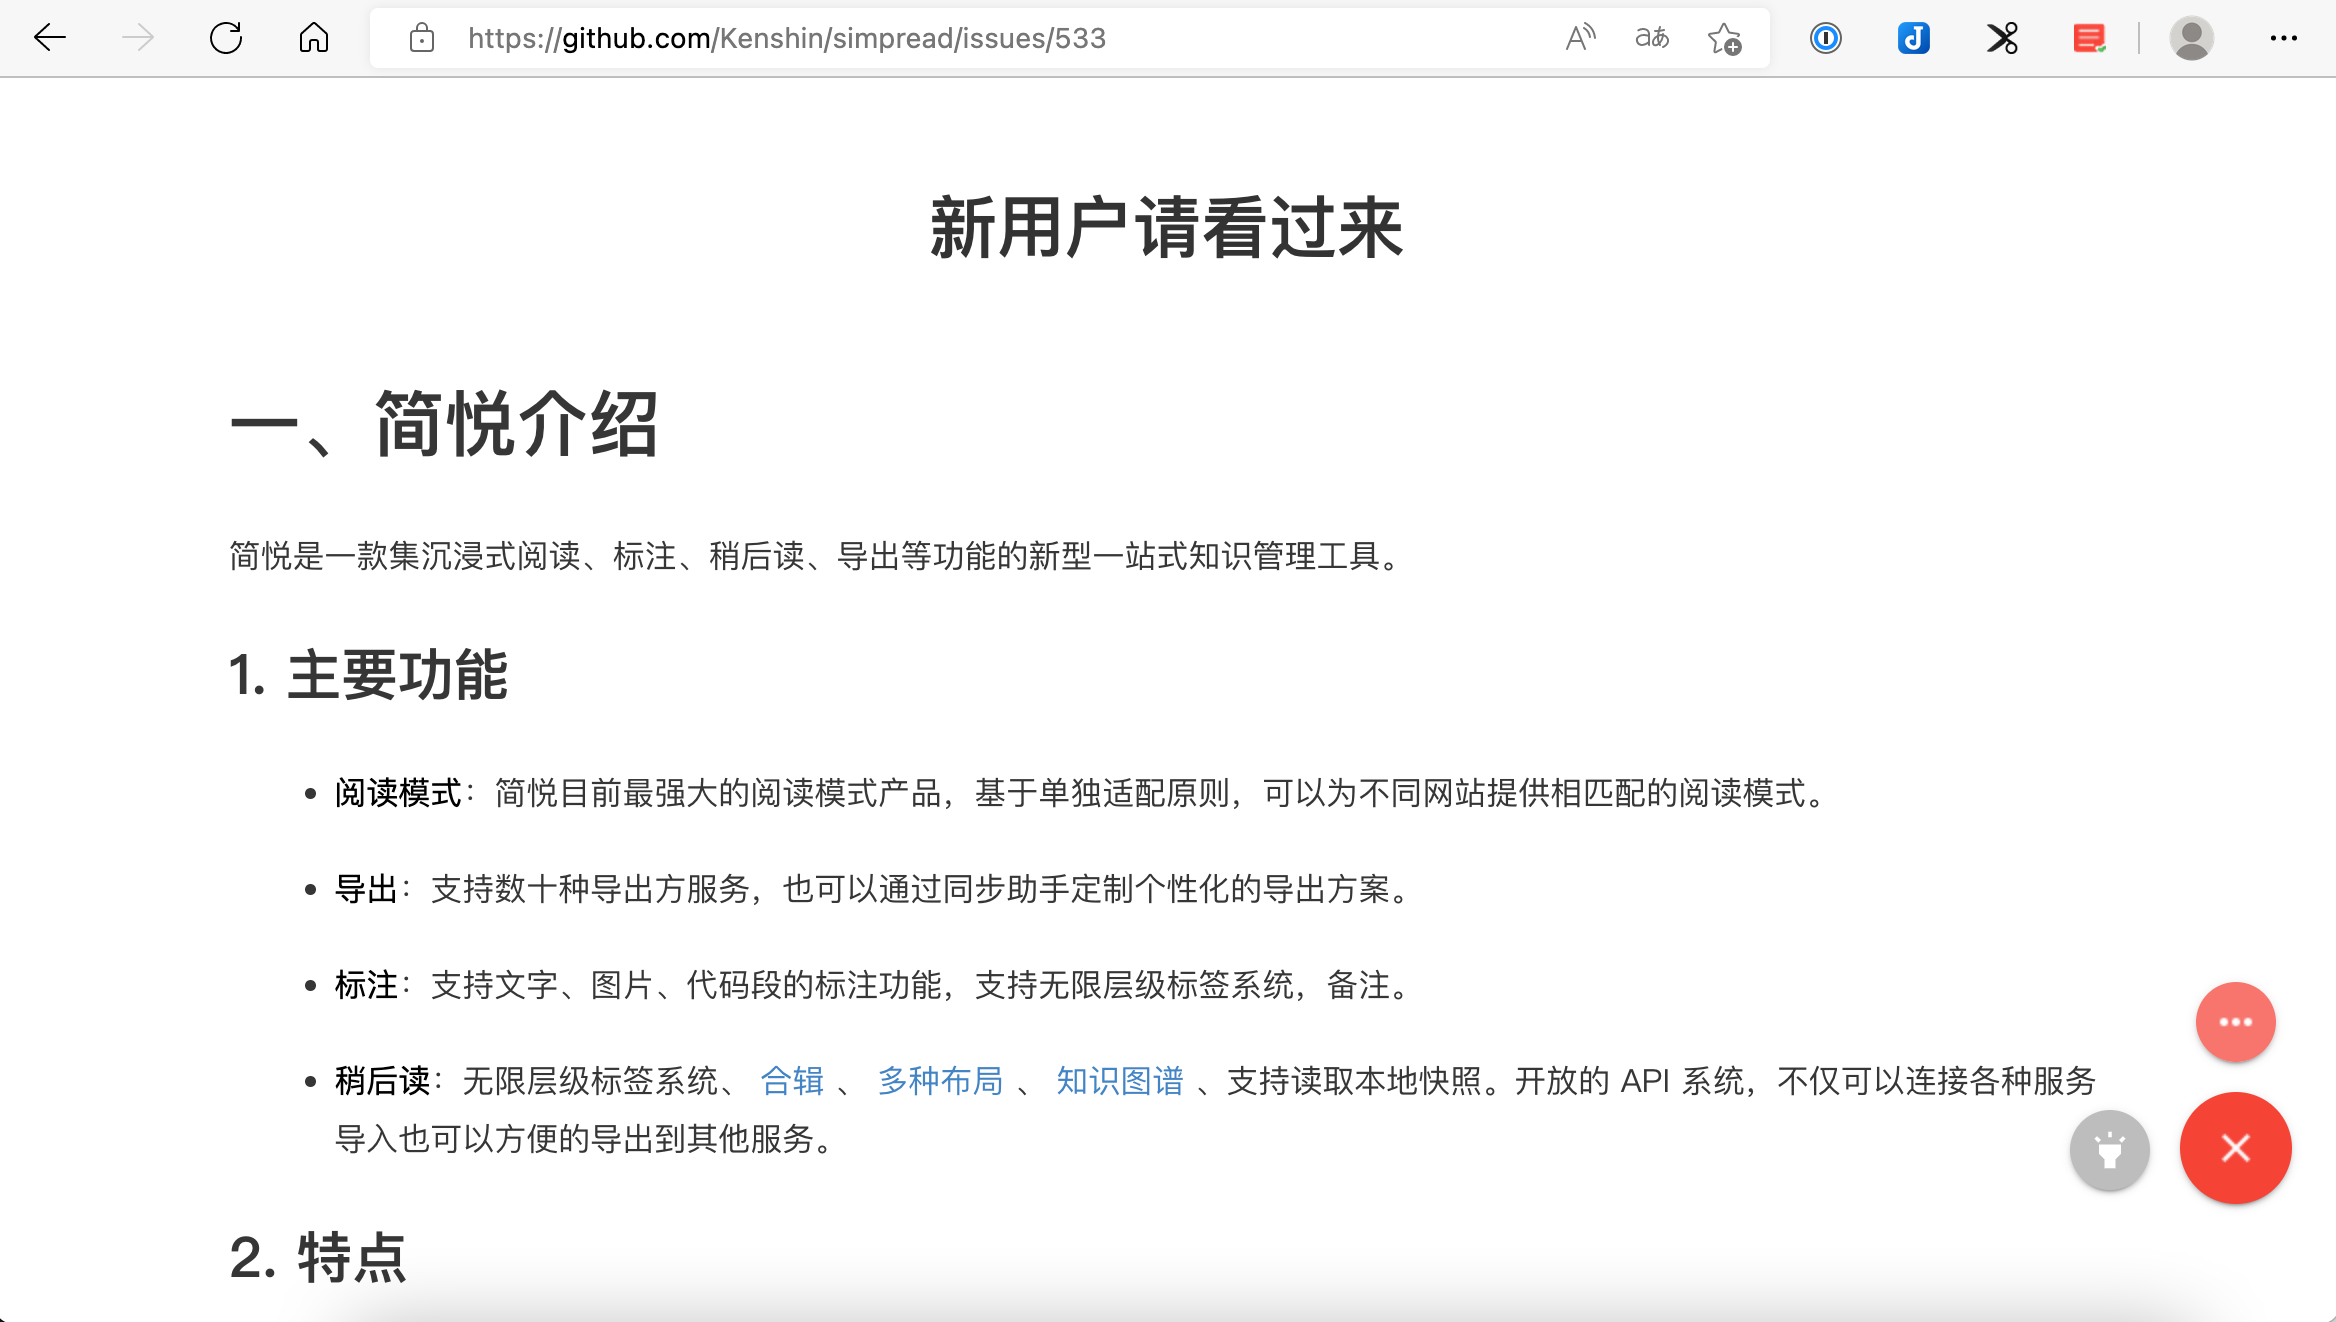 https://github.com/Kenshin/simpread/issues/533
新用户请看过来
一、简悦介绍
简悦是一款集沉浸式阅读、标注、稍后读、导出等功能的新型一站式知识管理工具。
1. 主要功能
• 阅读模式：简悦目前最强大的阅读模式产品，基于单独适配原则，可以为不同网站提供相匹配的阅读模式。
• 导出：支持数十种导出方服务，也可以通过同步助手定制个性化的导出方案。
• 标注：支持文字、图片、代码段的标注功能，支持无限层级标签系统，备注。
• 稍后读：无限层级标签系统、 合辑 、 多种布局 、 知识图谱 、支持读取本地快照。开放的 API 系统，不仅可以连接各种服务
导入也可以方便的导出到其他服务。
2. 特点